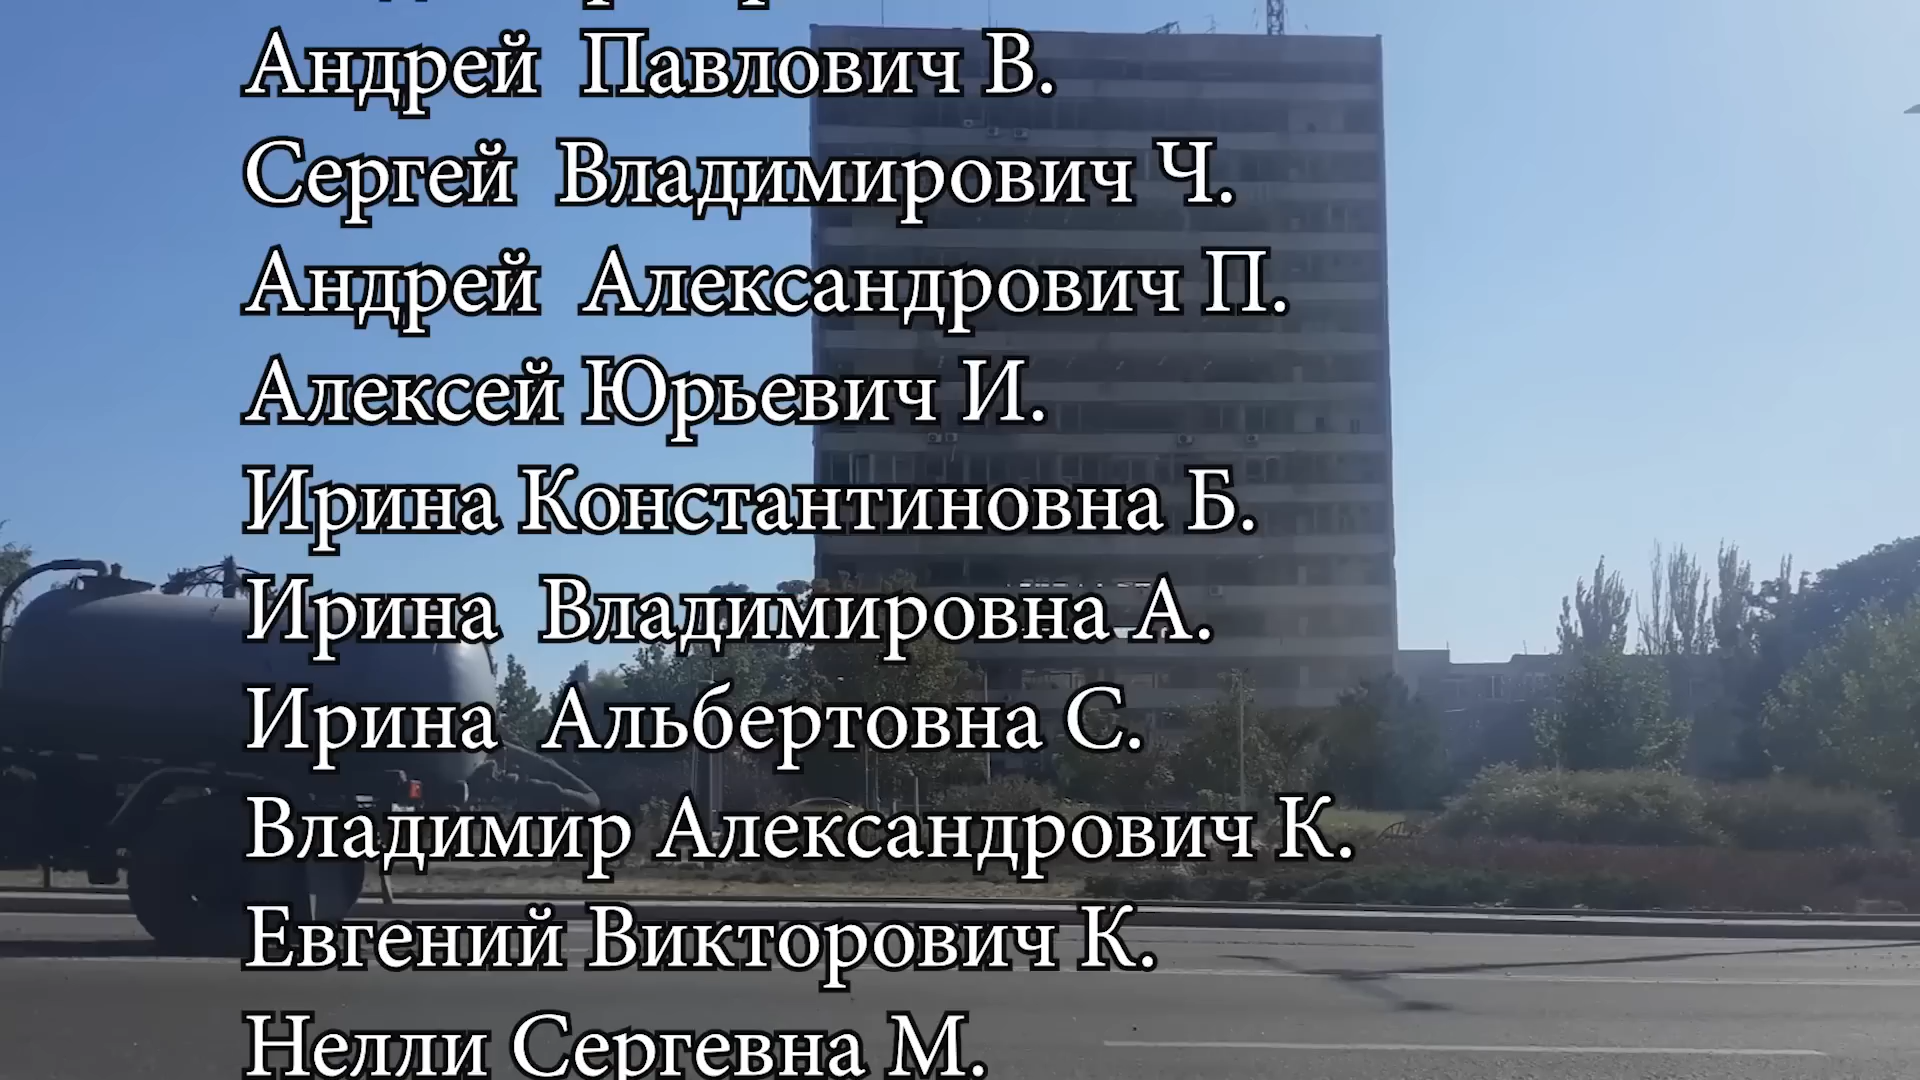 Андрей Павлович В.
Сергей Владимирович Ч.
Андрей Александрович П.
Алексей Юрьевич И.
Ирина Константиновна Б.
Ирина Владимировна А.
Ирина Альбертовна С.
Владимир Александрович К.
Евгений Викторович К.
Нелли Сергевна М.